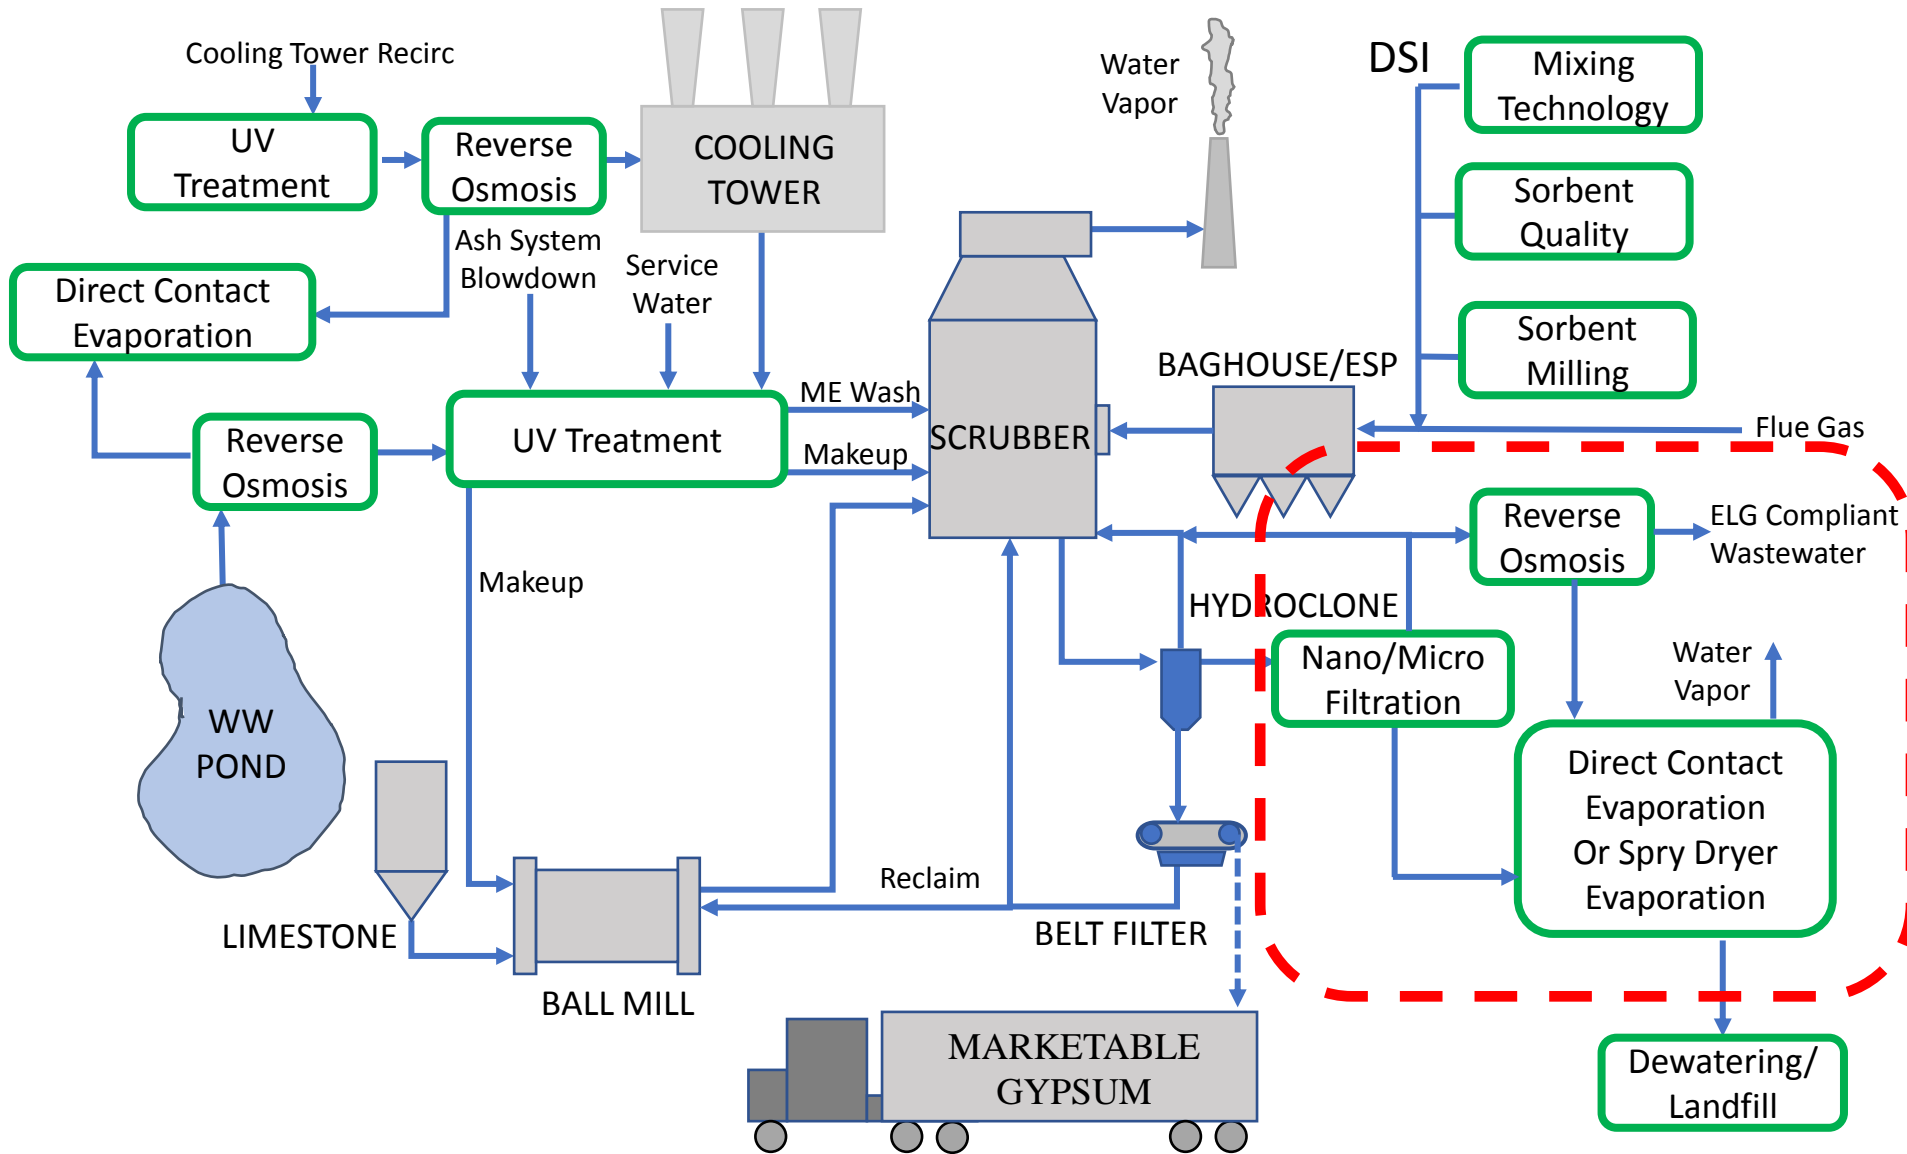 Cooling Tower Recirc
UV
Treatment
Reverse
Osmosis
COOLING
TOWER
Water
Vapor
DSI
Mixing
Technology
Sorbent
Quality
Sorbent
Milling
Direct Contact
Evaporation
Ash System
Blowdown
Service
Water
BAGHOUSE/ESP
Flue Gas
Reverse
Osmosis
UV Treatment
ME Wash
Makeup
SCRUBBER
Reverse
Osmosis
ELG Compliant
Wastewater
Makeup
HYDROCLONE
Nano/Micro
Filtration
Water
Vapor
WW
POND
Direct Contact
Evaporation
Or Spry Dryer
Evaporation
LIMESTONE
Reclaim
BELT FILTER
BALL MILL
MARKETABLE
GYPSUM
Dewatering/
Landfill